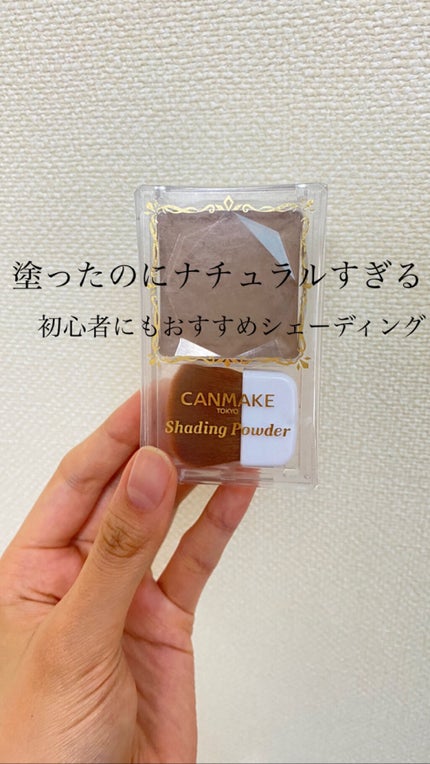 塗ったのにナチュラルすぎる
初心者にもおすすめシェーディング
CANMAKE
TOKYO
Shading Powder